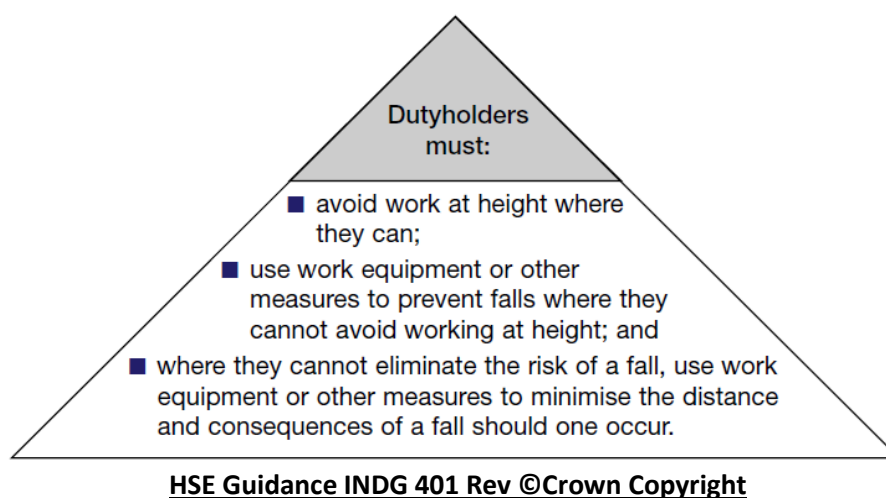 Dutyholders
must:
■ avoid work at height where
they can;
■ use work equipment or other
measures to prevent falls where they
cannot avoid working at height; and
■ where they cannot eliminate the risk of a fall, use work
equipment or other measures to minimise the distance
and consequences of a fall should one occur.
HSE Guidance INDG 401 Rev ©Crown Copyright